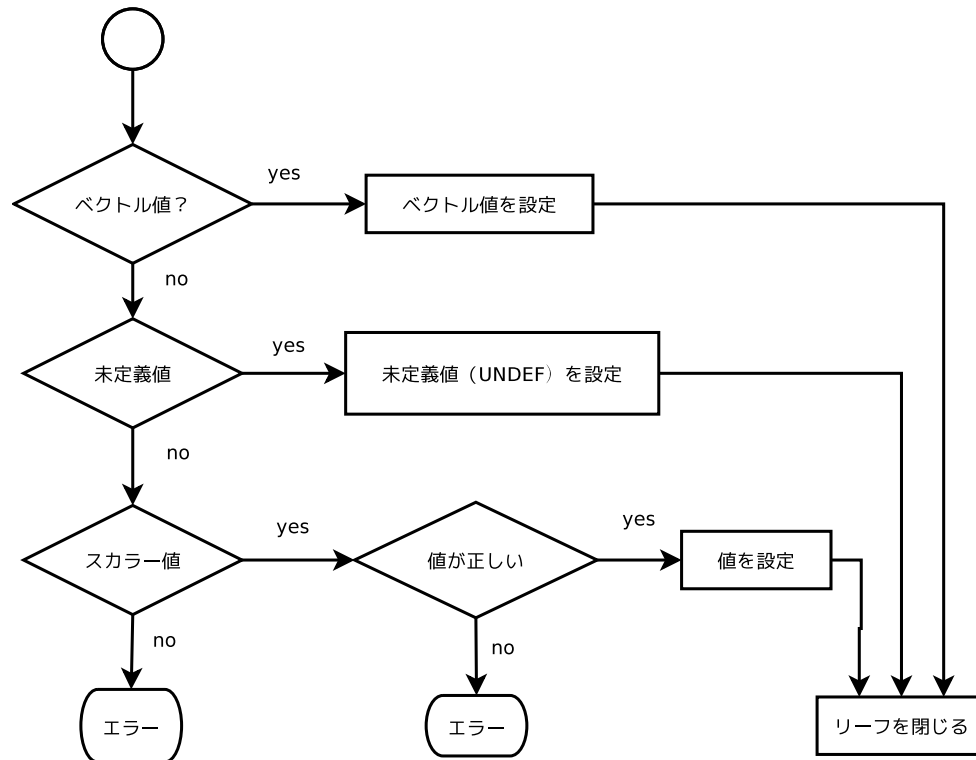 yes
ベクトル値？
ベクトル値を設定
no
yes
未定義値
未定義値（UNDEF）を設定
no
yes
yes
スカラー値
値が正しい
値を設定
no
no
エラー
エラー
リーフを閉じる